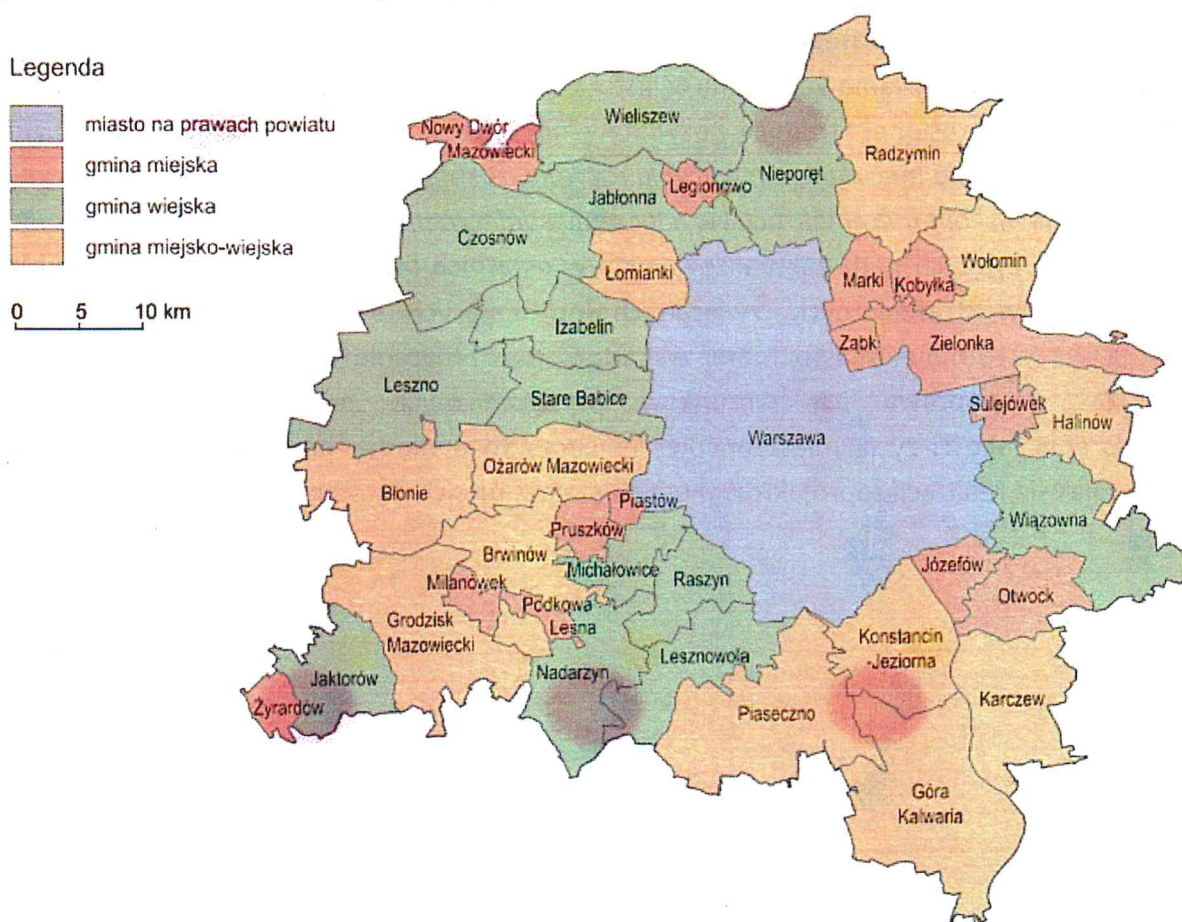 Legenda
miasto na prawach powiatu
gmina miejska
gmina wiejska
gmina miejsko-wiejska
0 5 10 km
Nowy Dwór
Mazowiecki
Wieliszew
Nieporęt
Radzymin
Jabłonna
Legionowo
Czosnów
Łomianki
Marki
Kobyłka
Wołomin
Izabelin
Ząbk
Zielonka
Leszno
Stare Babice
Sulejówek
Halinów
Warszawa
Ożarów Mazowiecki
Błonie
Piastów
Pruszków
Wiązowna
Brwinów
Michałowice
Raszyn
Józefów
Otwock
Milanówek
Podkowa
Leśna
Grodzisk
Mazowiecki
Konstancin
-Jeziorna
Lesznowola
Nadarzyn
Jaktorów
Karczew
Żyrardów
Piaseczno
Góra
Kalwaria